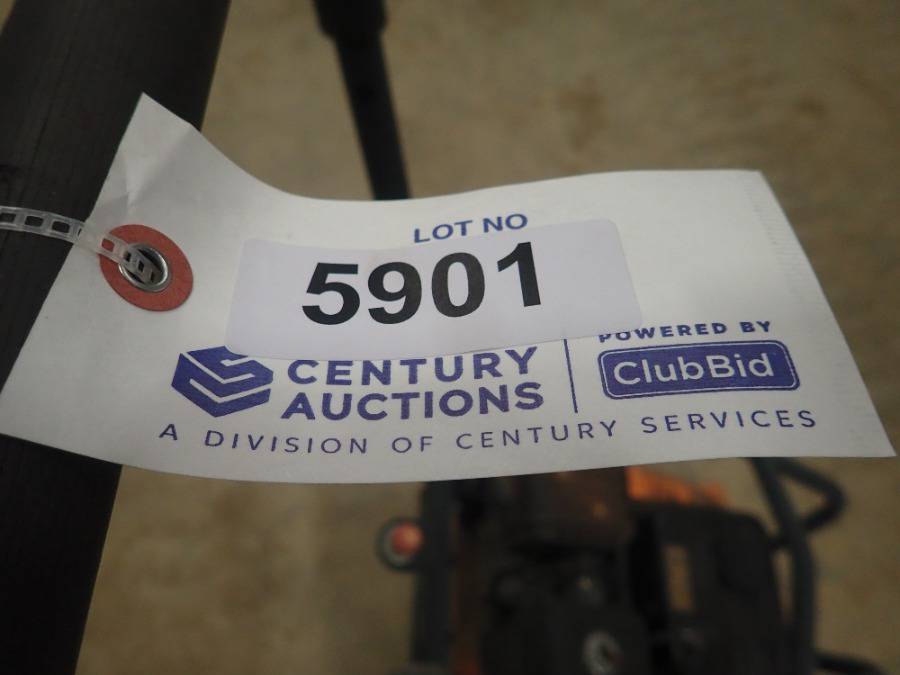 LOT NO
5901
CENTURY
AUCTIONS
POWERED BY
ClubBid
A DIVISION OF CENTURY SERVICES